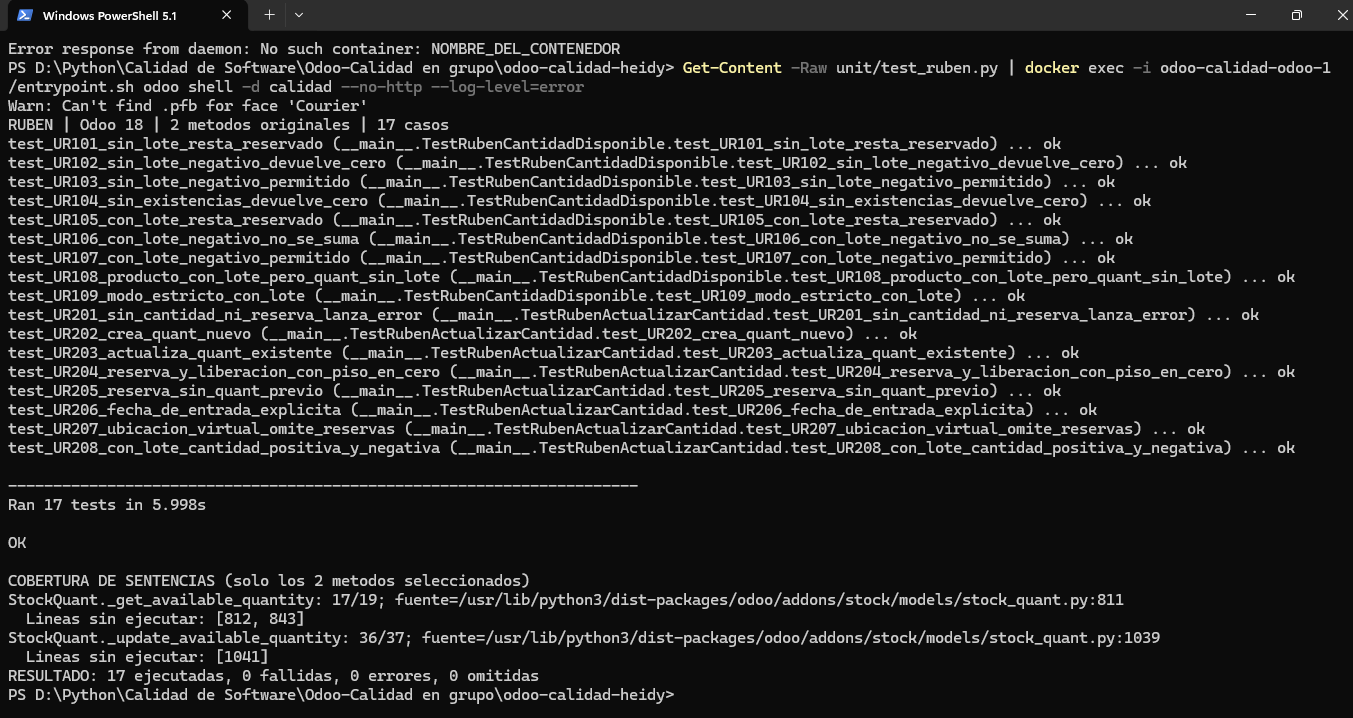 Windows PowerShell 5.1
Error response from daemon: No such container: NOMBRE_DEL_CONTENEDOR
PS D:\Python\Calidad de Software\Odoo-Calidad en grupo\odoo-calidad-heidy> Get-Content -Raw unit/test_ruben.py | docker exec -i odoo-calidad-odoo-1
/entrypoint.sh odoo shell -d calidad --no-http --log-level=error
Warn: Can't find .pfb for face 'Courier'
RUBEN | Odoo 18 | 2 metodos originales | 17 casos
test_UR101_sin_lote_resta_reservado (__main__.TestRubenCantidadDisponible.test_UR101_sin_lote_resta_reservado) ... ok
test_UR102_sin_lote_negativo_devuelve_cero (__main__.TestRubenCantidadDisponible.test_UR102_sin_lote_negativo_devuelve_cero) ... ok
test_UR103_sin_lote_negativo_permitido (__main__.TestRubenCantidadDisponible.test_UR103_sin_lote_negativo_permitido) ... ok
test_UR104_sin_existencias_devuelve_cero (__main__.TestRubenCantidadDisponible.test_UR104_sin_existencias_devuelve_cero) ... ok
test_UR105_con_lote_resta_reservado (__main__.TestRubenCantidadDisponible.test_UR105_con_lote_resta_reservado) ... ok
test_UR106_con_lote_negativo_no_se_suma (__main__.TestRubenCantidadDisponible.test_UR106_con_lote_negativo_no_se_suma) ... ok
test_UR107_con_lote_negativo_permitido (__main__.TestRubenCantidadDisponible.test_UR107_con_lote_negativo_permitido) ... ok
test_UR108_producto_con_lote_pero_quant_sin_lote (__main__.TestRubenCantidadDisponible.test_UR108_producto_con_lote_pero_quant_sin_lote) ... ok
test_UR109_modo_estricto_con_lote (__main__.TestRubenCantidadDisponible.test_UR109_modo_estricto_con_lote) ... ok
test_UR201_sin_cantidad_ni_reserva_lanza_error (__main__.TestRubenActualizarCantidad.test_UR201_sin_cantidad_ni_reserva_lanza_error) ... ok
test_UR202_crea_quant_nuevo (__main__.TestRubenActualizarCantidad.test_UR202_crea_quant_nuevo) ... ok
test_UR203_actualiza_quant_existente (__main__.TestRubenActualizarCantidad.test_UR203_actualiza_quant_existente) ... ok
test_UR204_reserva_y_liberacion_con_piso_en_cero (__main__.TestRubenActualizarCantidad.test_UR204_reserva_y_liberacion_con_piso_en_cero) ... ok
test_UR205_reserva_sin_quant_previo (__main__.TestRubenActualizarCantidad.test_UR205_reserva_sin_quant_previo) ... ok
test_UR206_fecha_de_entrada_explicita (__main__.TestRubenActualizarCantidad.test_UR206_fecha_de_entrada_explicita) ... ok
test_UR207_ubicacion_virtual_omite_reservas (__main__.TestRubenActualizarCantidad.test_UR207_ubicacion_virtual_omite_reservas) ... ok
test_UR208_con_lote_cantidad_positiva_y_negativa (__main__.TestRubenActualizarCantidad.test_UR208_con_lote_cantidad_positiva_y_negativa) ... ok
----------------------------------------------------------------------
Ran 17 tests in 5.998s
OK
COBERTURA DE SENTENCIAS (solo los 2 metodos seleccionados)
StockQuant._get_available_quantity: 17/19; fuente=/usr/lib/python3/dist-packages/odoo/addons/stock/models/stock_quant.py:811
Lineas sin ejecutar: [812, 843]
StockQuant._update_available_quantity: 36/37; fuente=/usr/lib/python3/dist-packages/odoo/addons/stock/models/stock_quant.py:1039
Lineas sin ejecutar: [1041]
RESULTADO: 17 ejecutadas, 0 fallidas, 0 errores, 0 omitidas
PS D:\Python\Calidad de Software\Odoo-Calidad en grupo\odoo-calidad-heidy>